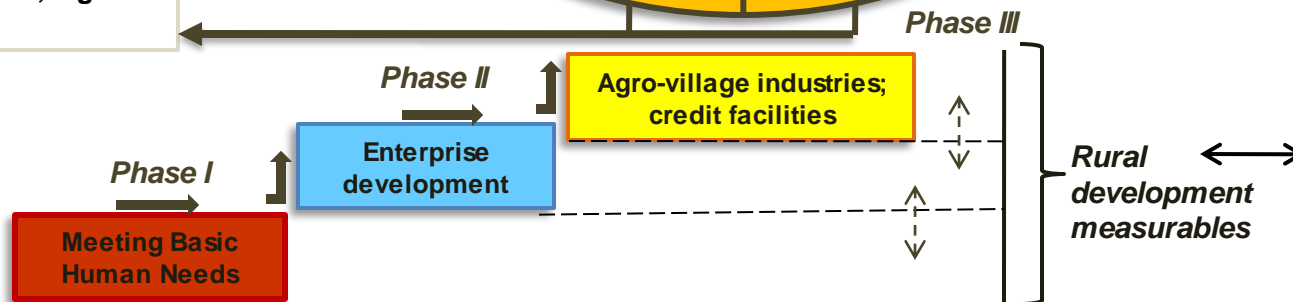 Phase III
Phase II
Agro-village industries;
credit facilities
Enterprise
development
Phase I
Rural
development
measurables
Meeting Basic
Human Needs